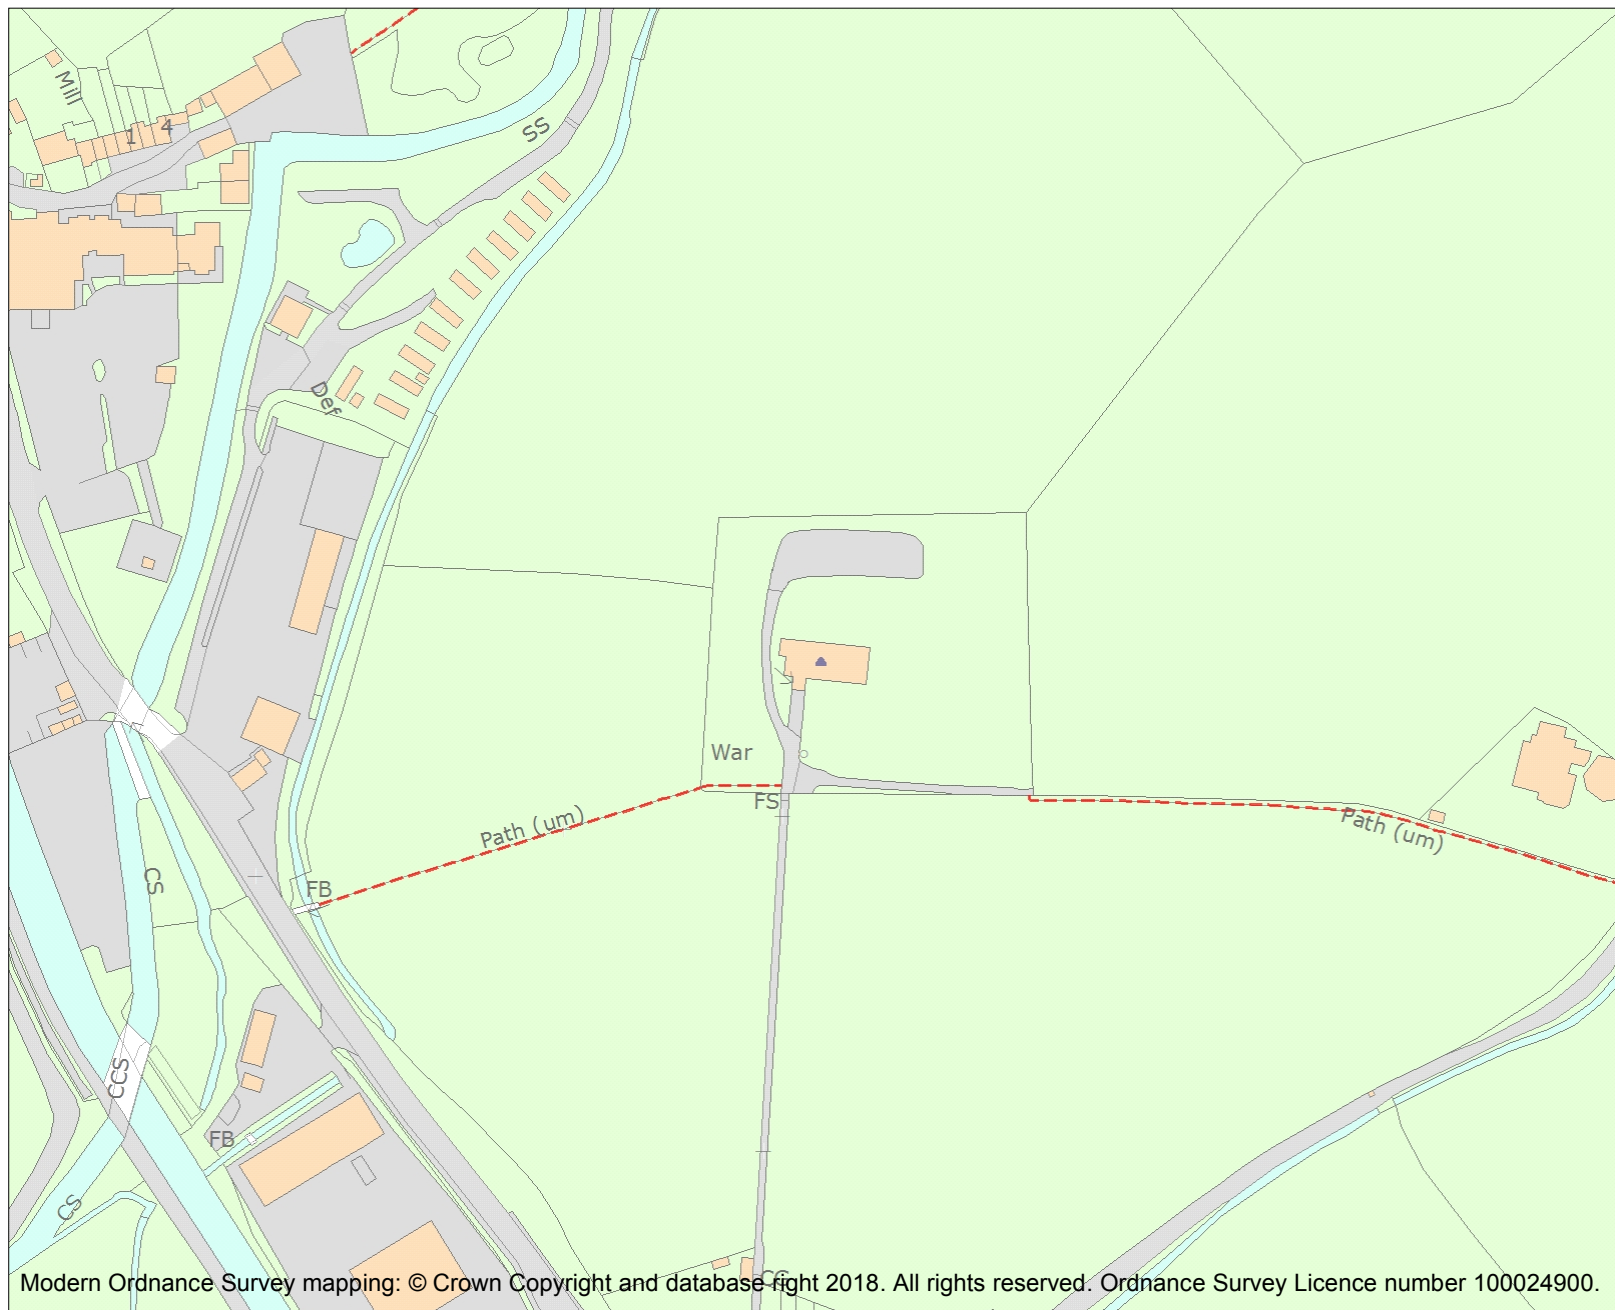 Mill
1
4
SS
Def
War
FS
Path (um)
Path (um)
FB
CS
CCS
FB
CS
CG
Modern Ordnance Survey mapping: © Crown Copyright and database right 2018. All rights reserved. Ordnance Survey Licence number 100024900.